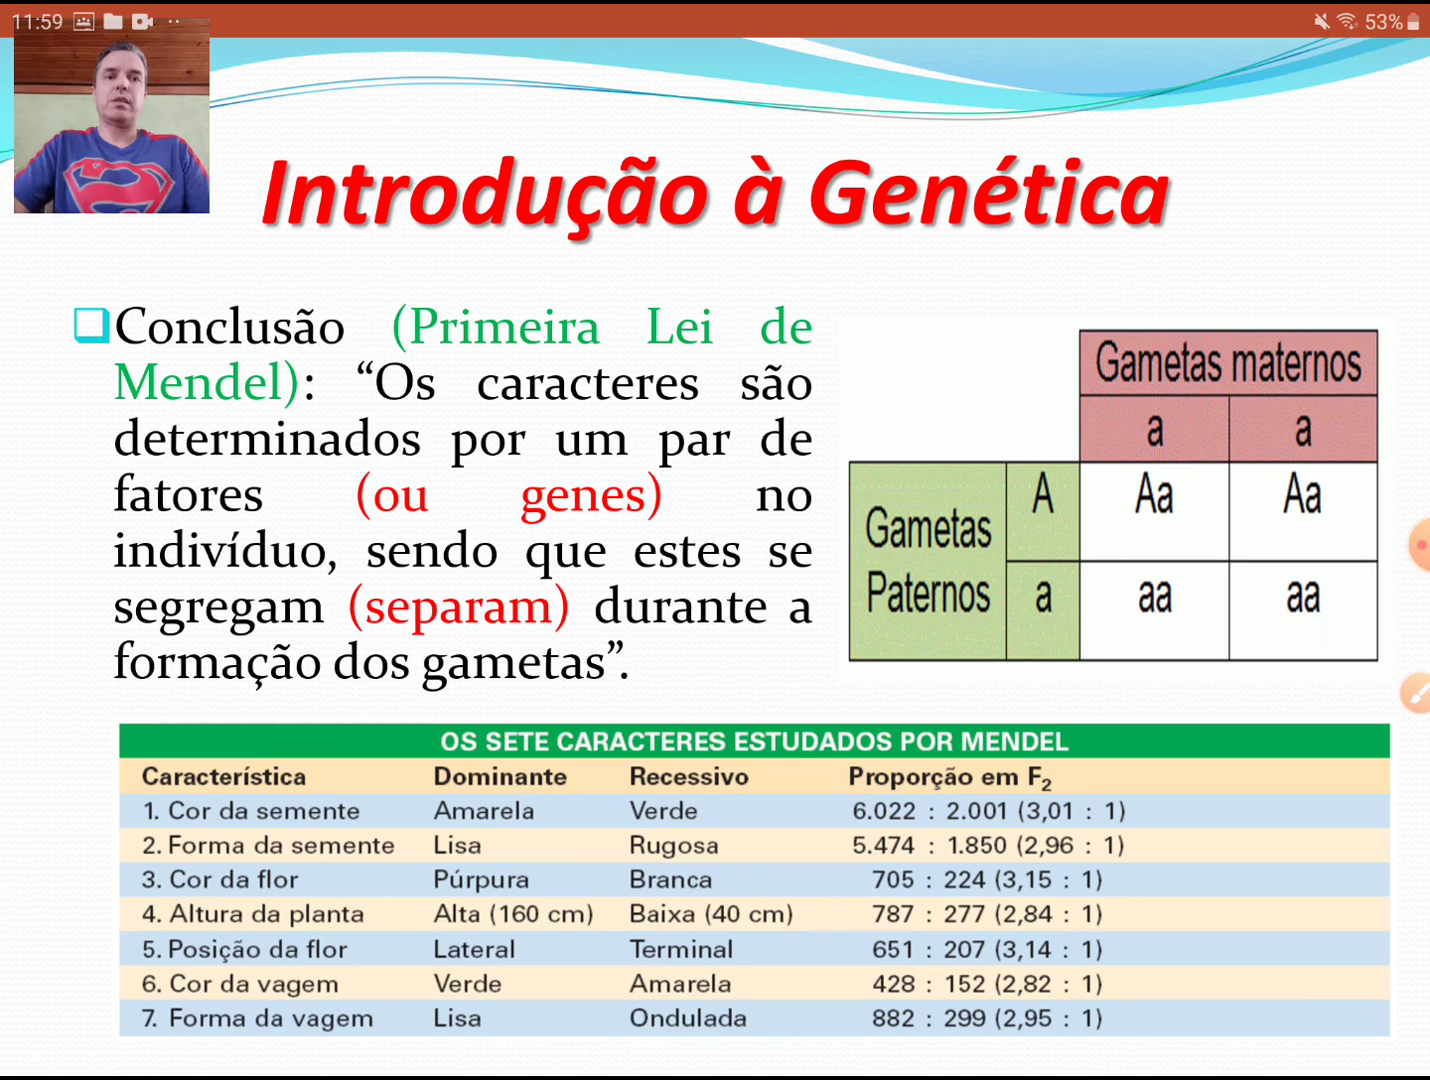 11:59
53%
Introdução à Genética
Conclusão (Primeira Lei de
Mendel): “Os caracteres são
determinados por um par de
fatores (ou genes) no
indivíduo, sendo que estes se
segregam (separam) durante a
formação dos gametas”.
Gametas maternos
a a
Gametas
Paternos
A Aa Aa
a aa aa
OS SETE CARACTERES ESTUDADOS POR MENDEL
Característica Dominante Recessivo Proporção em F2
1. Cor da semente Amarela Verde 6.022 : 2.001 (3,01 : 1)
2. Forma da semente Lisa Rugosa 5.474 : 1.850 (2,96 : 1)
3. Cor da flor Púrpura Branca 705 : 224 (3,15 : 1)
4. Altura da planta Alta (160 cm) Baixa (40 cm) 787 : 277 (2,84 : 1)
5. Posição da flor Lateral Terminal 651 : 207 (3,14 : 1)
6. Cor da vagem Verde Amarela 428 : 152 (2,82 : 1)
7. Forma da vagem Lisa Ondulada 882 : 299 (2,95 : 1)